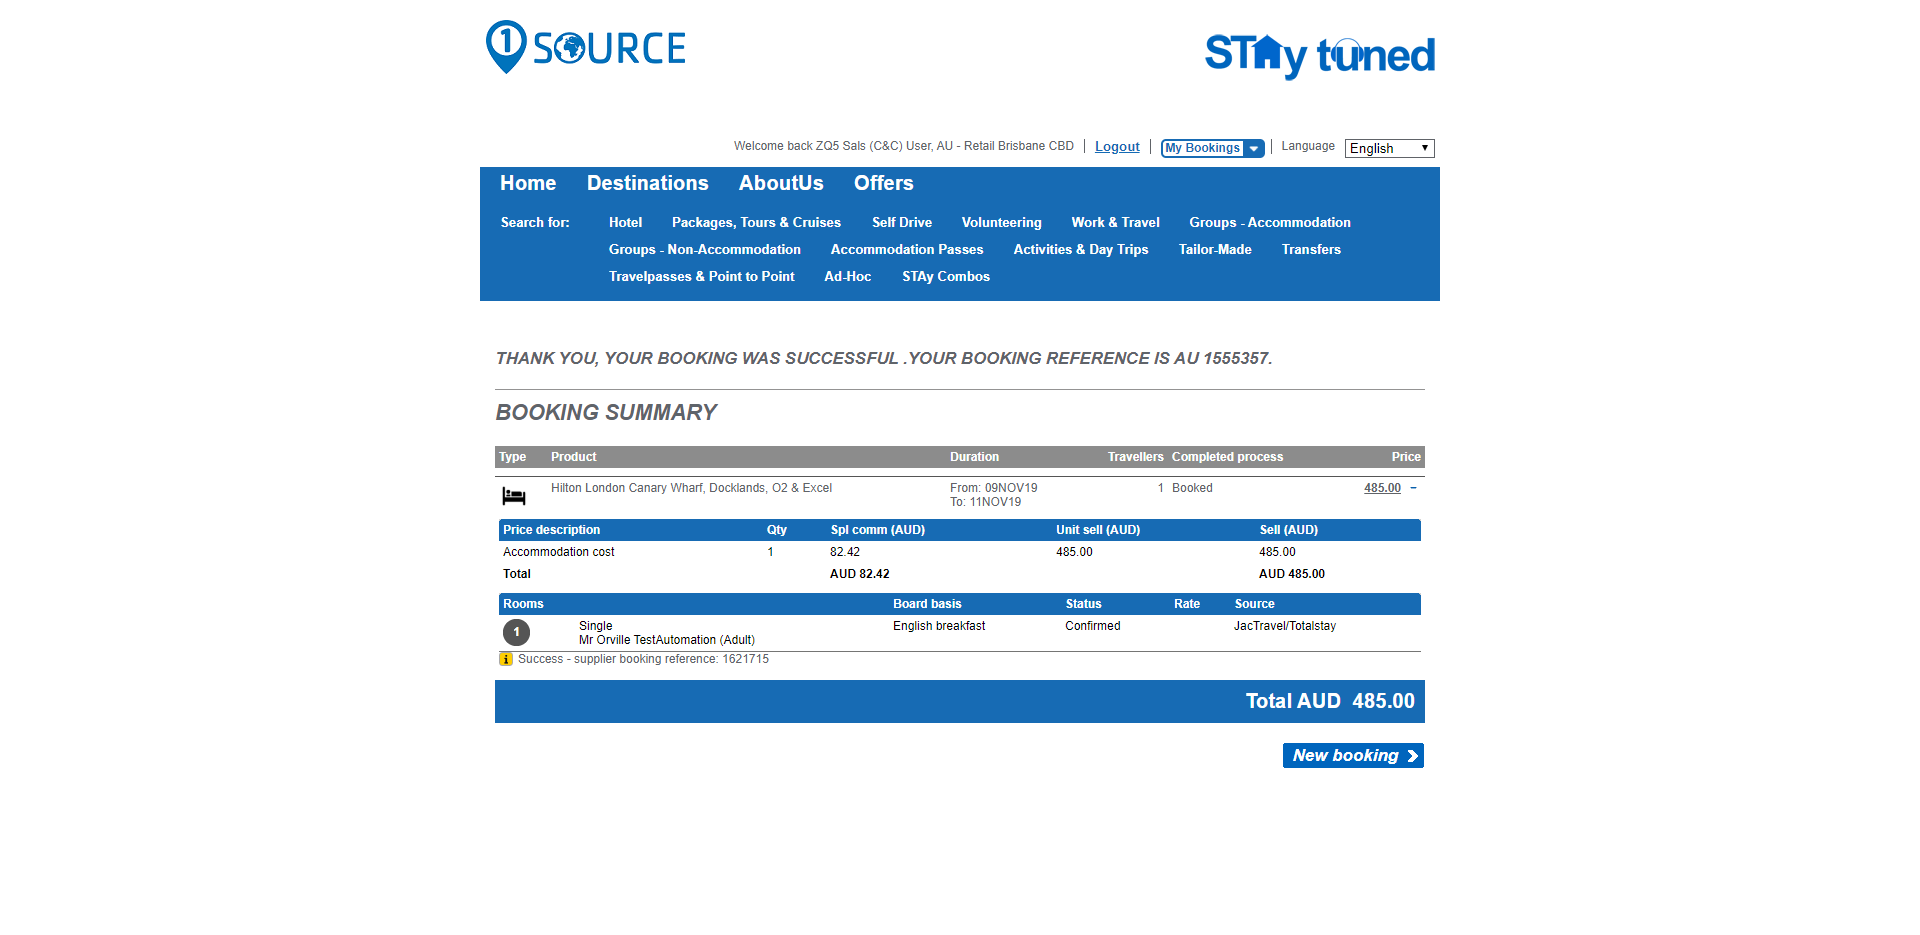 1 SOURCE
STAy tuned
Welcome back ZQ5 Sals (C&C) User, AU - Retail Brisbane CBD Logout My Bookings Language English
Home Destinations AboutUs Offers
Search for: Hotel Packages, Tours & Cruises Self Drive Volunteering Work & Travel Groups - Accommodation
Groups - Non-Accommodation Accommodation Passes Activities & Day Trips Tailor-Made Transfers
Travelpasses & Point to Point Ad-Hoc STAy Combos
THANK YOU, YOUR BOOKING WAS SUCCESSFUL .YOUR BOOKING REFERENCE IS AU 1555357.
BOOKING SUMMARY
Type Product Duration Travellers Completed process Price
Hilton London Canary Wharf, Docklands, O2 & Excel From: 09NOV19 1 Booked 485.00 −
To: 11NOV19
Price description Qty Spl comm (AUD) Unit sell (AUD) Sell (AUD)
Accommodation cost 1 82.42 485.00 485.00
Total AUD 82.42 AUD 485.00
Rooms Board basis Status Rate Source
1 Single English breakfast Confirmed JacTravel/Totalstay
Mr Orville TestAutomation (Adult)
i Success - supplier booking reference: 1621715
Total AUD 485.00
New booking